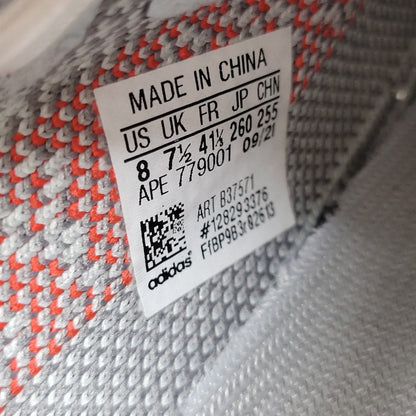 MADE IN CHINA
US UK FR JP CHN
8 7½ 41⅓ 260 255
APE 779001 09/21
ART B37571
#128293376
adidas